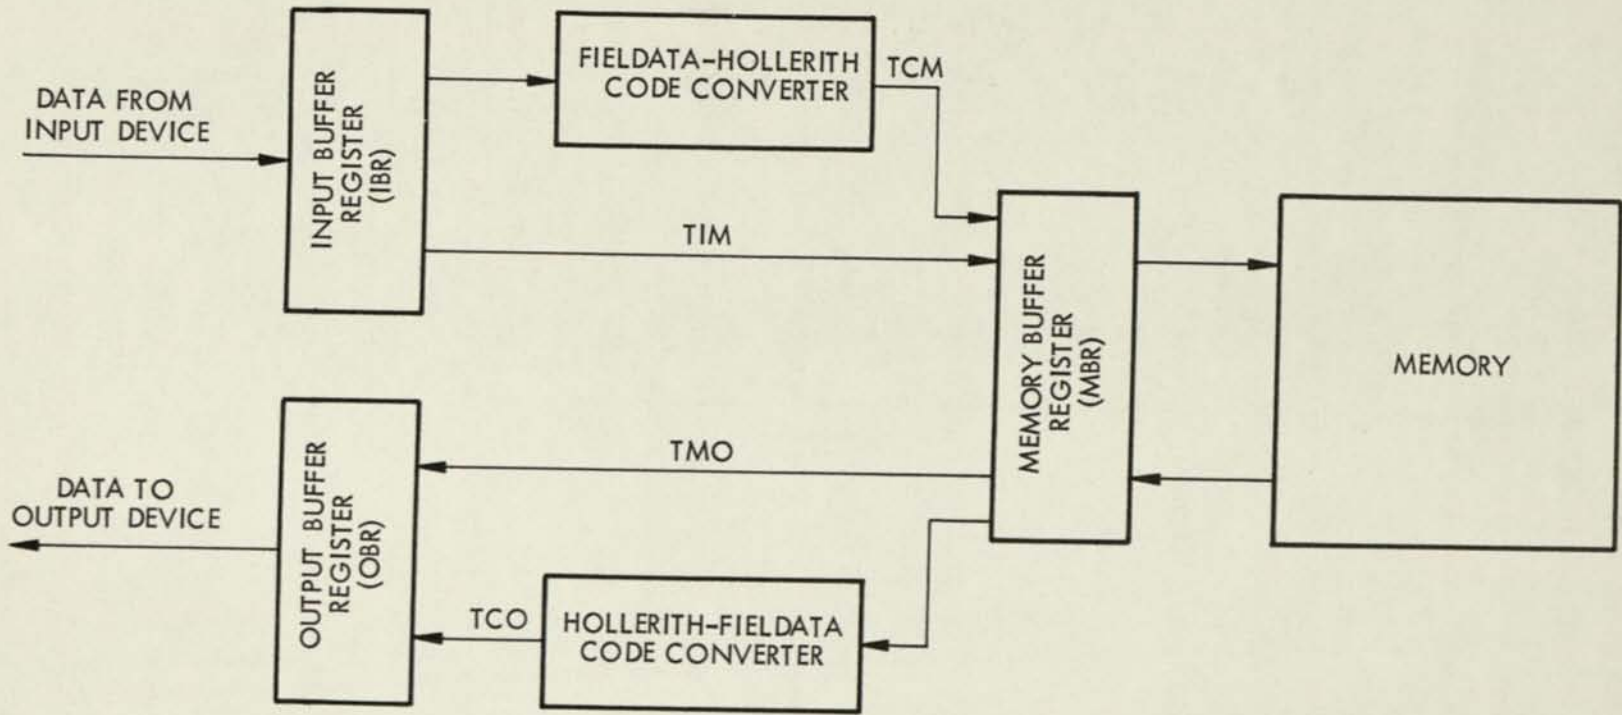 DATA FROM
INPUT DEVICE
INPUT BUFFER
REGISTER
(IBR)
FIELDATA-HOLLERITH
CODE CONVERTER
TCM
TIM
MEMORY BUFFER
REGISTER
(MBR)
MEMORY
TMO
DATA TO
OUTPUT DEVICE
OUTPUT BUFFER
REGISTER
(OBR)
TCO
HOLLERITH-FIELDATA
CODE CONVERTER